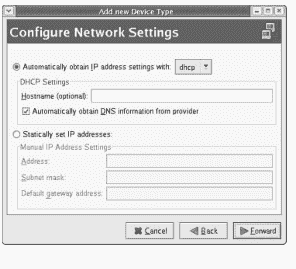 Add new Device Type
Configure Network Settings
Automatically obtain IP address settings with: dhcp
DHCP Settings
Hostname (optional):
Automatically obtain DNS information from provider
Statically set IP addresses:
Manual IP Address Settings
Address:
Subnet mask:
Default gateway address:
Cancel Back Forward